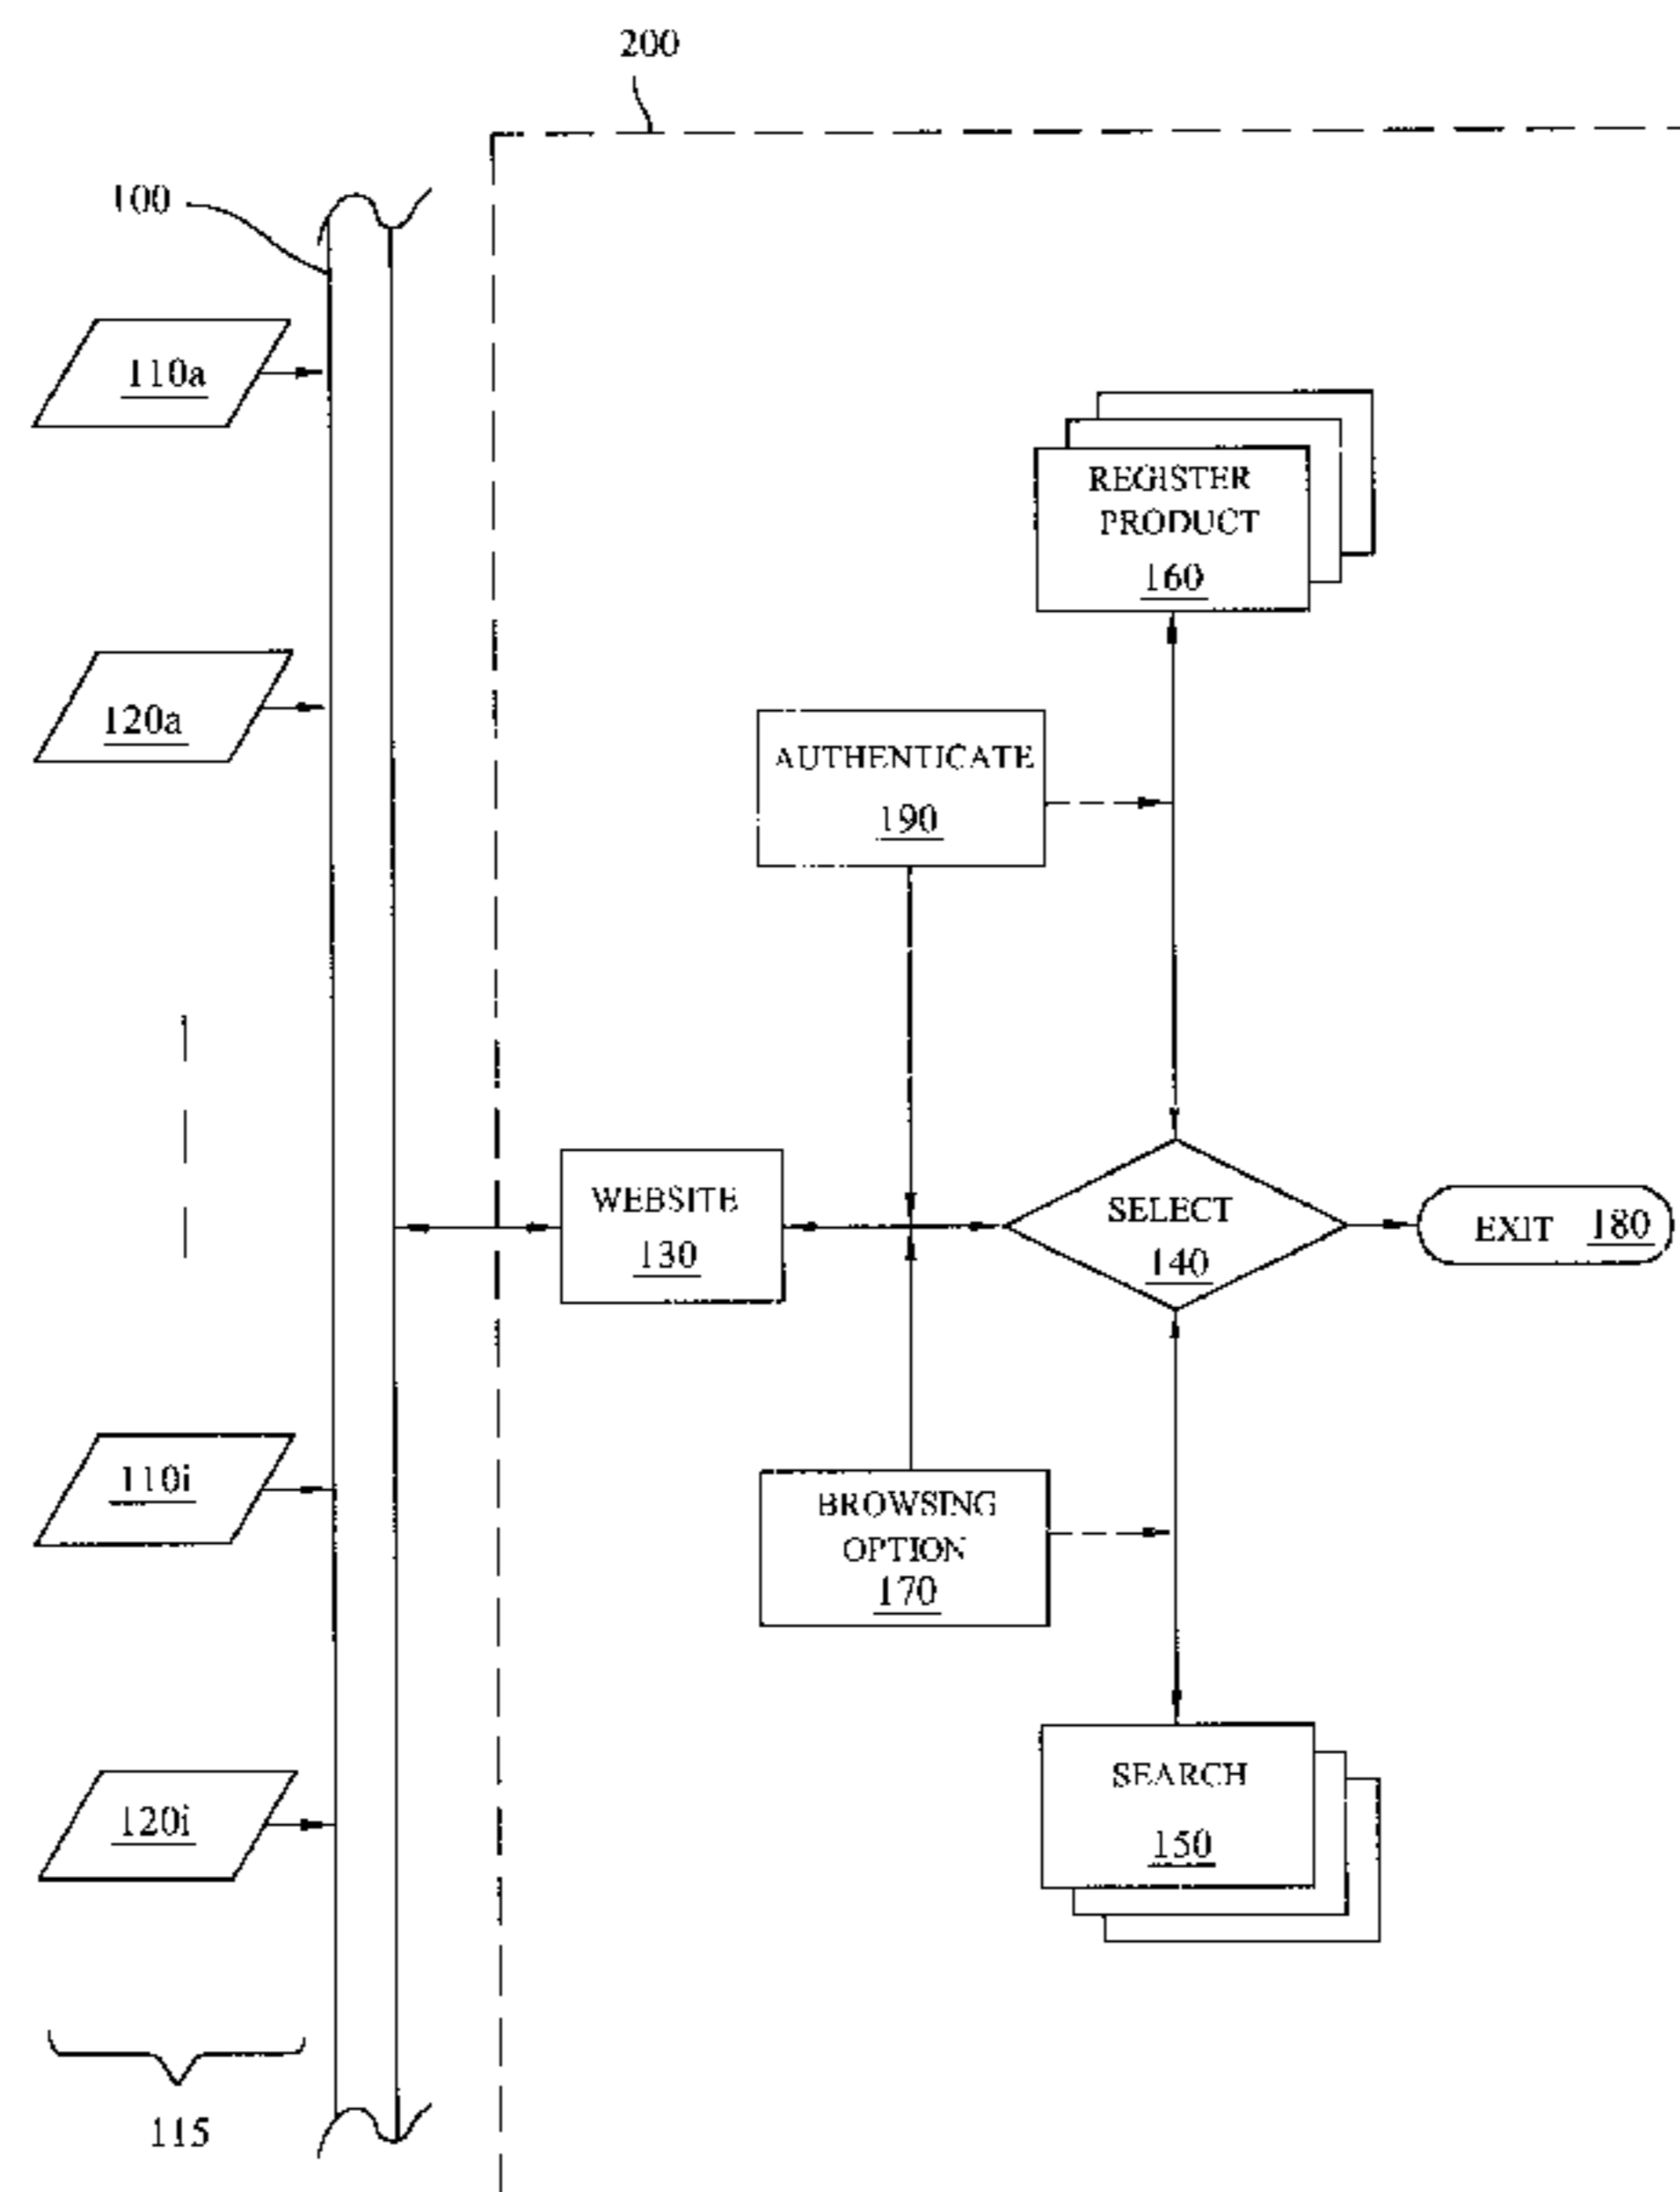 200
100
110a
REGISTER
PRODUCT
160
120a
AUTHENTICATE
190
WEBSITE
130
SELECT
140
EXIT 180
110i
BROWSING
OPTION
170
120i
SEARCH
150
115